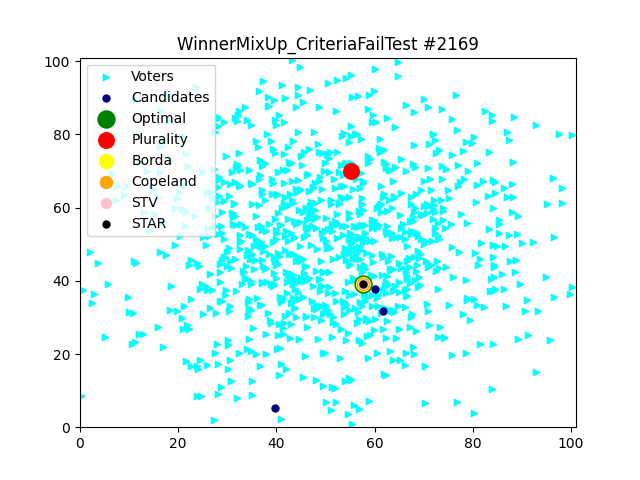 WinnerMixUp_CriteriaFailTest #2169
Voters
Candidates
Optimal
Plurality
Borda
Copeland
STV
STAR
100
80
60
40
20
0
0 20 40 60 80 100